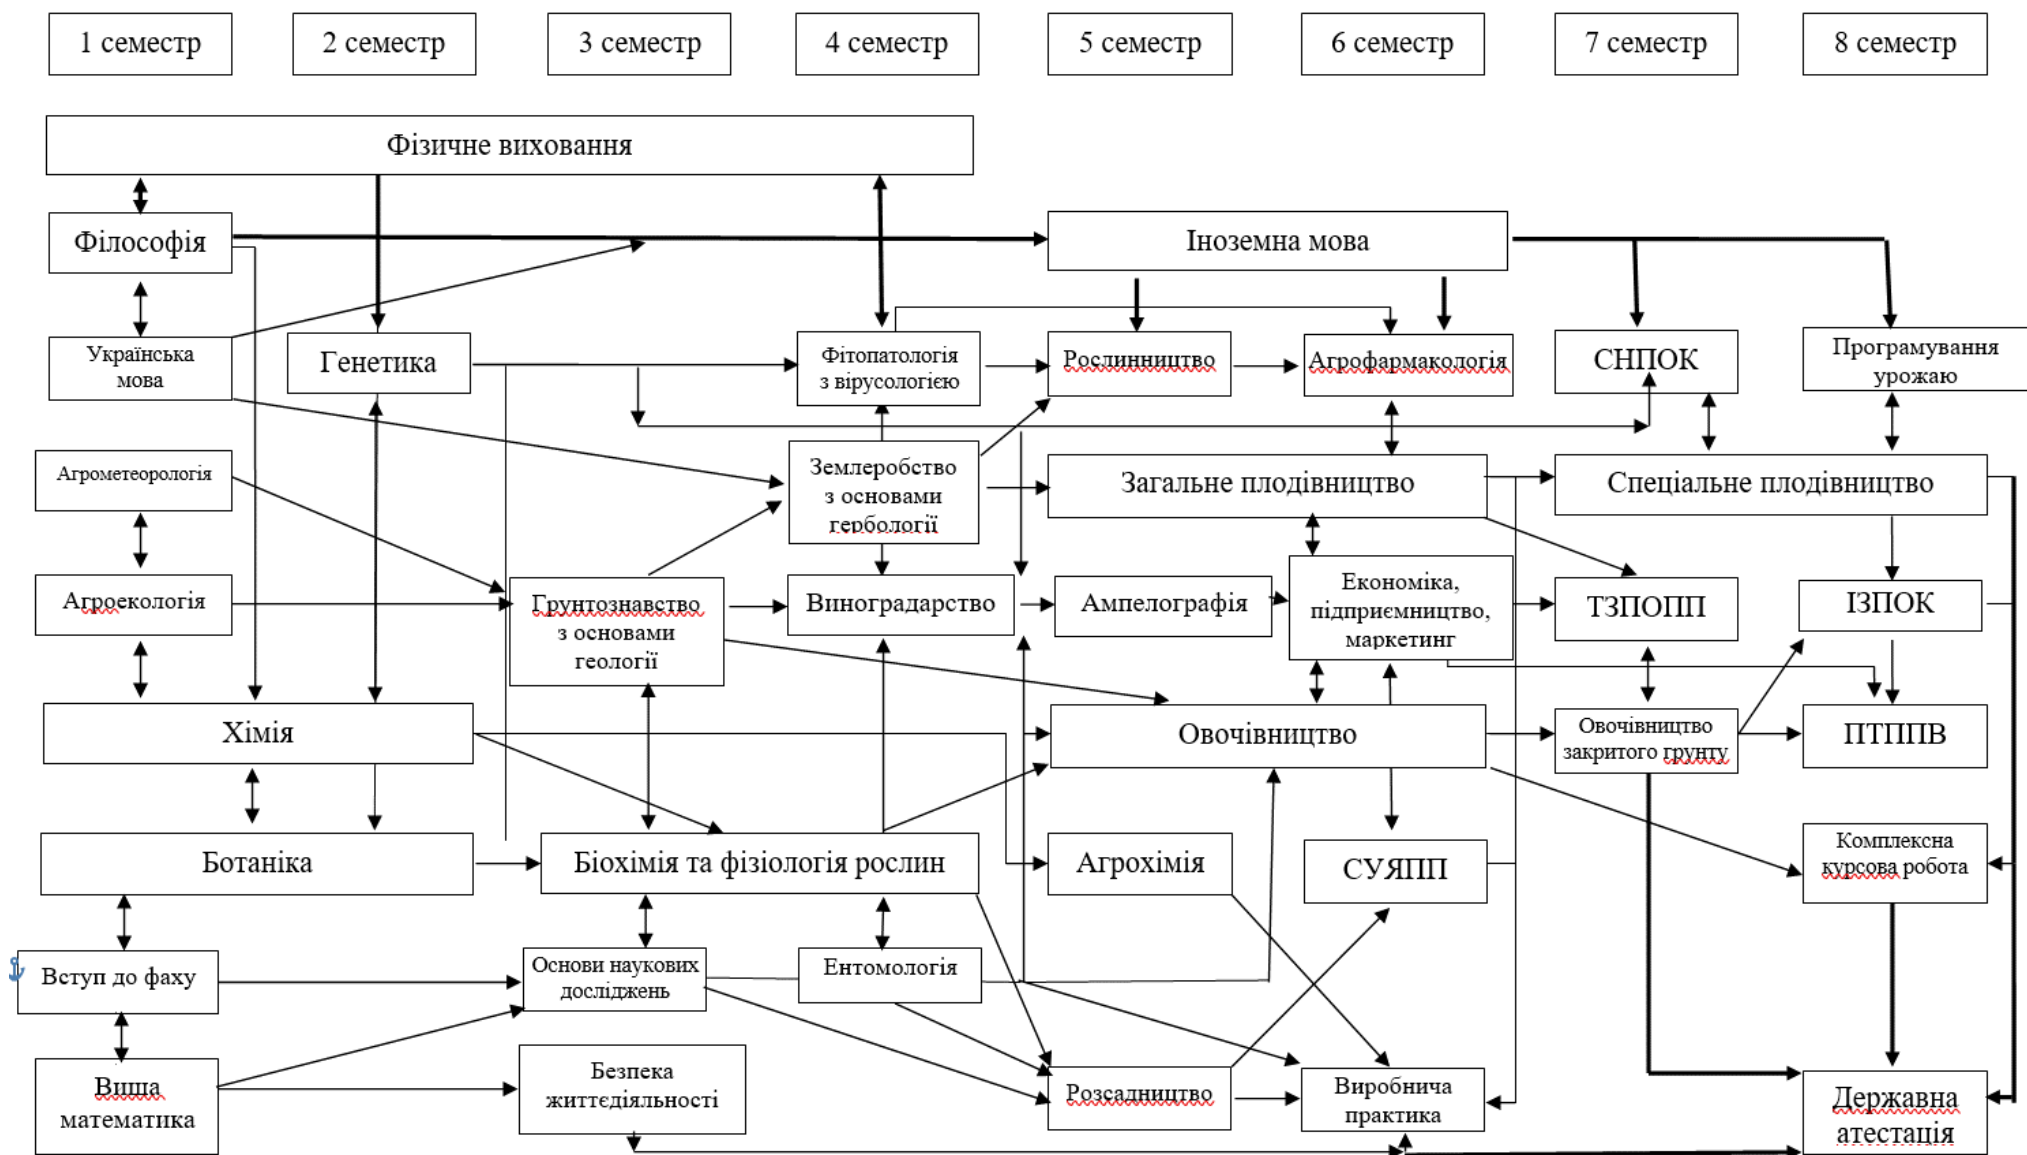 1 семестр
2 семестр
3 семестр
4 семестр
5 семестр
6 семестр
7 семестр
8 семестр
Фізичне виховання
Філософія
Іноземна мова
Українська
мова
Генетика
Фітопатологія
з вірусологією
Рослинництво
Агрофармакологія
СНПОК
Програмування
урожаю
Агрометеорологія
Землеробство
з основами
гербології
Загальне плодівництво
Спеціальне плодівництво
Агроекологія
Грунтознавство
з основами
геології
Виноградарство
Ампелографія
Економіка,
підприємництво,
маркетинг
ТЗПОПП
ІЗПОК
Хімія
Овочівництво
Овочівництво
закритого грунту
ПТППВ
Ботаніка
Біохімія та фізіологія рослин
Агрохімія
СУЯПП
Комплексна
курсова робота
Вступ до фаху
Основи наукових
досліджень
Ентомологія
Вища
математика
Безпека
життєдіяльності
Розсадництво
Виробнича
практика
Державна
атестація